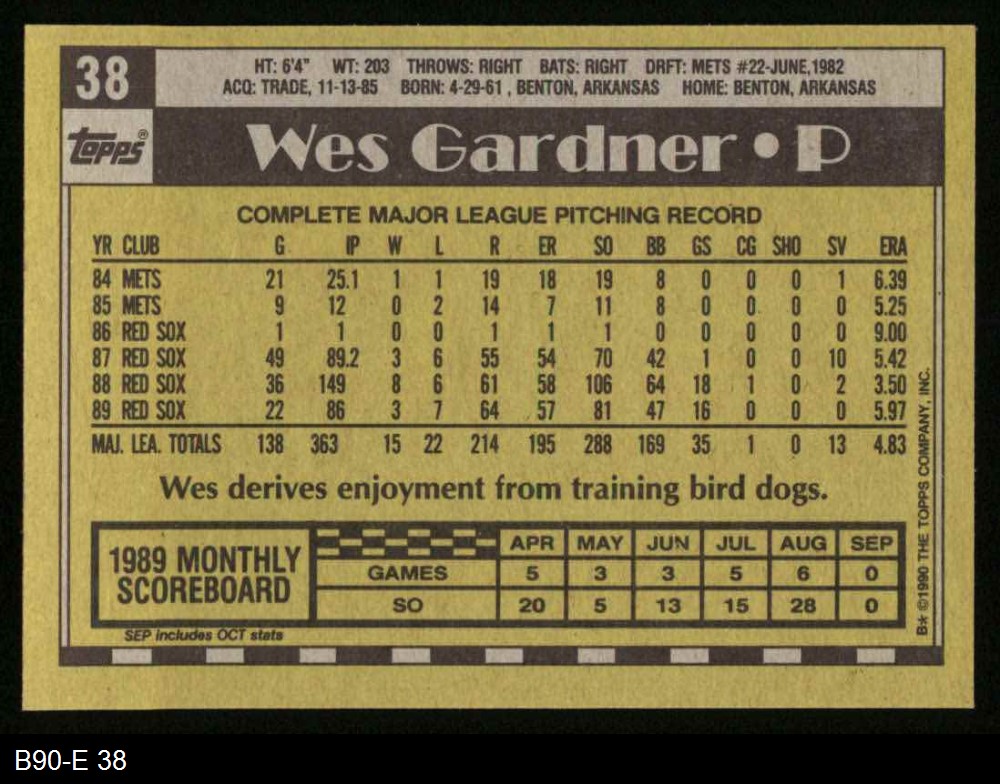 38
HT: 6'4" WT: 203 THROWS: RIGHT BATS: RIGHT DRFT: METS #22-JUNE,1982
ACQ: TRADE, 11-13-85 BORN: 4-29-61 , BENTON, ARKANSAS HOME: BENTON, ARKANSAS
topps®
Wes Gardner • P
COMPLETE MAJOR LEAGUE PITCHING RECORD
YR CLUB G IP W L R ER SO BB GS CG SHO SV ERA
84 METS 21 25.1 1 1 19 18 19 8 0 0 0 1 6.39
85 METS 9 12 0 2 14 7 11 8 0 0 0 0 5.25
86 RED SOX 1 1 0 0 1 1 1 0 0 0 0 0 9.00
87 RED SOX 49 89.2 3 6 55 54 70 42 1 0 0 10 5.42
88 RED SOX 36 149 8 6 61 58 106 64 18 1 0 2 3.50
89 RED SOX 22 86 3 7 64 57 81 47 16 0 0 0 5.97
MAJ. LEA. TOTALS 138 363 15 22 214 195 288 169 35 1 0 13 4.83
Wes derives enjoyment from training bird dogs.
1989 MONTHLY
SCOREBOARD
APR MAY JUN JUL AUG SEP
GAMES 5 3 3 5 6 0
SO 20 5 13 15 28 0
SEP includes OCT stats
B* ©1990 THE TOPPS COMPANY, INC.
B90-E 38